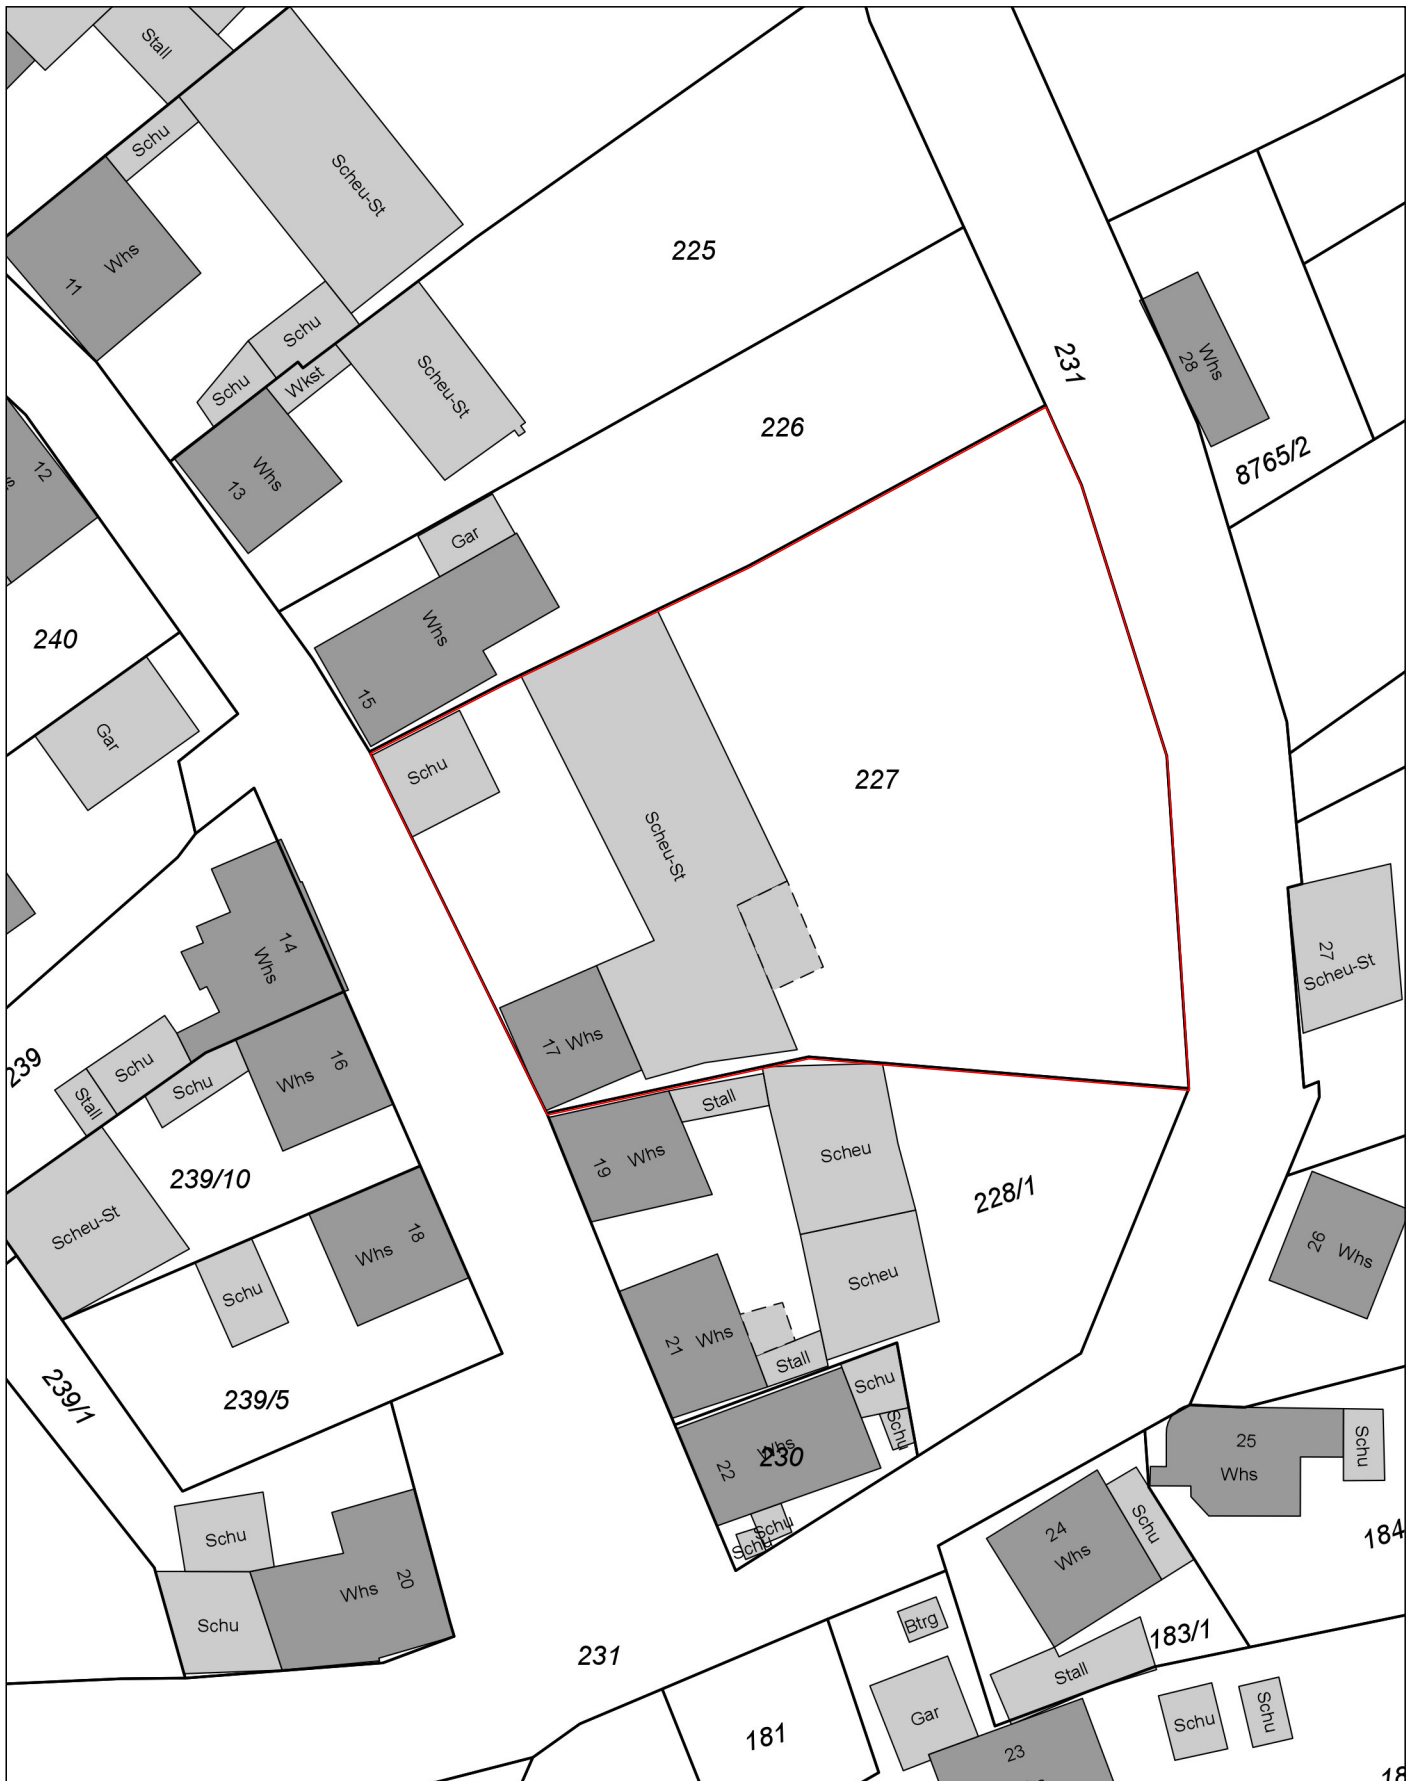 Stall
Schu
Scheu-St
Whs
11
225
Schu
Schu
Wkst
Scheu-St
231
Whs
28
226
8765/2
12
Whs
13
Gar
Whs
15
240
Gar
Schu
227
Scheu-St
14
Whs
27
Scheu-St
17 Whs
239
Schu
Stall
Schu
Whs
16
Stall
19
Whs
Scheu
239/10
228/1
Scheu-St
Whs
18
Schu
Scheu
26
Whs
21
Whs
Stall
239/1
239/5
Schu
Schu
Whs
230
22
25
Whs
Schu
Schu
Schu
Schu
24
Whs
Schu
184
Whs
20
Schu
Btrg
183/1
231
Stall
Gar
Schu
Schu
181
23
18